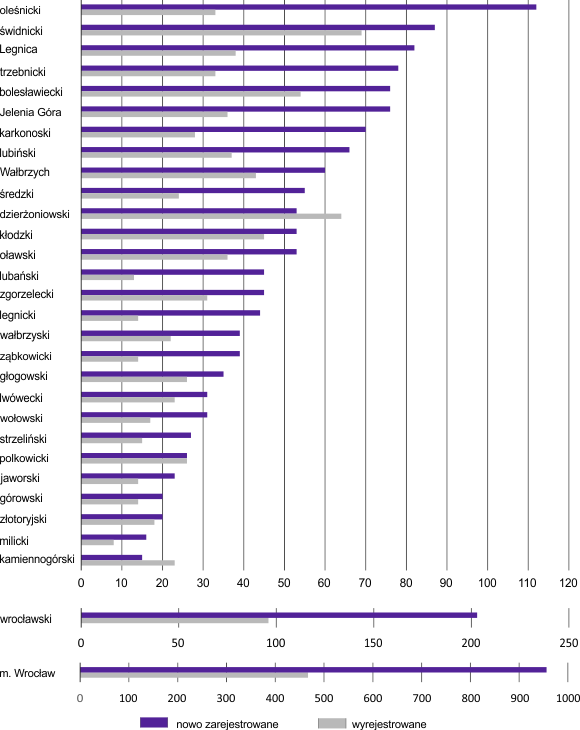 oleśnicki
świdnicki
Legnica
trzebnicki
bolesławiecki
Jelenia Góra
karkonoski
lubiński
Wałbrzych
średzki
dzierżoniowski
kłodzki
oławski
lubański
zgorzelecki
legnicki
wałbrzyski
ząbkowicki
głogowski
lwówecki
wołowski
strzeliński
polkowicki
jaworski
górowski
złotoryjski
milicki
kamiennogórski
0 10 20 30 40 50 60 70 80 90 100 110 120
wrocławski
0 50 100 150 200 250
m. Wrocław
0 100 200 300 400 500 600 700 800 900 1000
nowo zarejestrowane wyrejestrowane